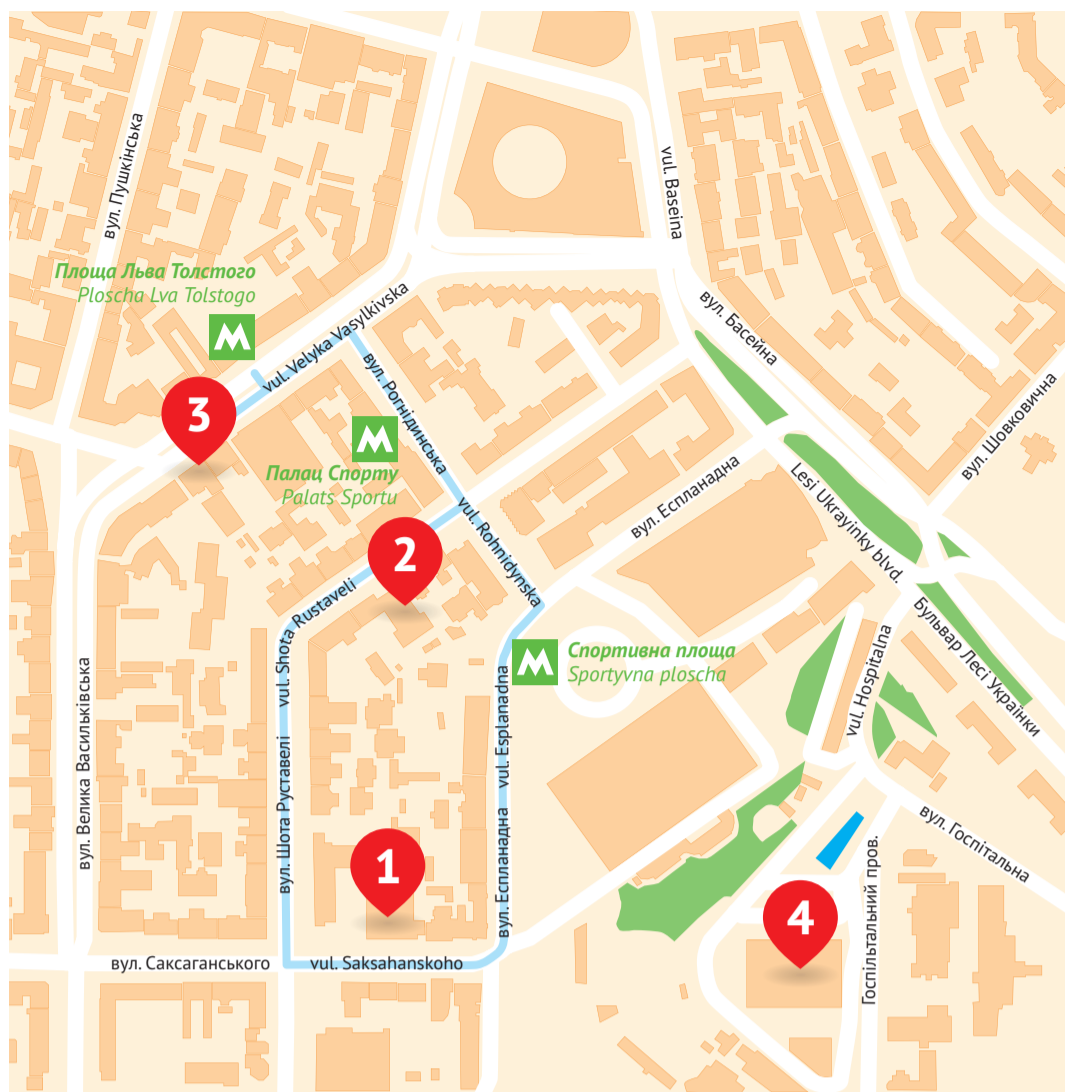 вул. Пушкінська
vul. Baseina
Площа Льва Толстого
Ploscha Lva Tolstogo
M
vul. Velyka Vasylkivska
вул. Басейна
3
вул. Рогнідинська
M
Палац Спорту
Palats Sportu
вул. Шовковична
вул. Еспланадна
Lesi Ukrayinky blvd.
2
vul. Rohnidynska
vul. Shota Rustaveli
M
Спортивна площа
Sportyvna ploscha
Бульвар Лесі Українки
vul. Hospitalna
вул. Велика Васильківська
вул. Шота Руставелі
vul. Esplanadna
вул. Еспланадна
1
вул. Госпітальна
Госпільтальний пров.
4
вул. Саксаганського
vul. Saksahanskoho